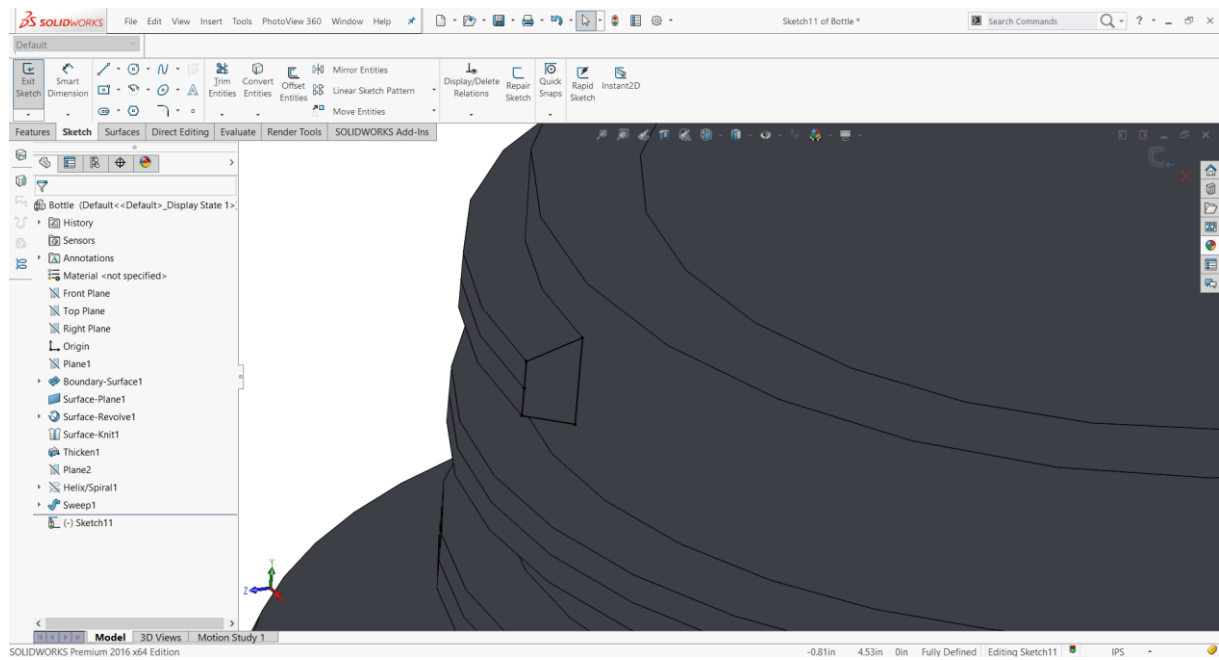 SOLIDWORKS File Edit View Insert Tools PhotoView 360 Window Help Sketch11 of Bottle * Search Commands
Default
Exit Sketch Smart Dimension Trim Entities Convert Entities Offset Entities Mirror Entities Linear Sketch Pattern Move Entities Display/Delete Relations Repair Sketch Quick Snaps Rapid Sketch Instant2D
Features Sketch Surfaces Direct Editing Evaluate Render Tools SOLIDWORKS Add-Ins
Bottle (Default<<Default>_Display State 1>
History
Sensors
Annotations
Material <not specified>
Front Plane
Top Plane
Right Plane
Origin
Plane1
Boundary-Surface1
Surface-Plane1
Surface-Revolve1
Surface-Knit1
Thicken1
Plane2
Helix/Spiral1
Sweep1
(-) Sketch11
Y
Z
Model 3D Views Motion Study 1
SOLIDWORKS Premium 2016 x64 Edition -0.81in 4.53in 0in Fully Defined Editing Sketch11 IPS